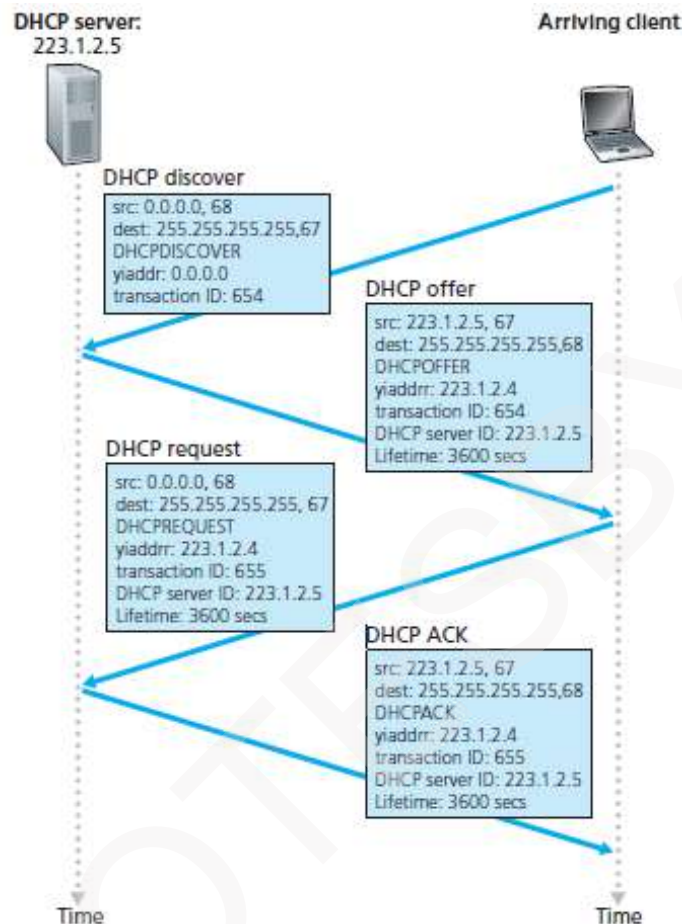 DHCP server:
223.1.2.5
Arriving client
DHCP discover
src: 0.0.0.0, 68
dest: 255.255.255.255,67
DHCPDISCOVER
yiaddr: 0.0.0.0
transaction ID: 654
DHCP offer
src: 223.1.2.5, 67
dest: 255.255.255.255,68
DHCPOFFER
yiaddrr: 223.1.2.4
transaction ID: 654
DHCP server ID: 223.1.2.5
Lifetime: 3600 secs
DHCP request
src: 0.0.0.0, 68
dest: 255.255.255.255, 67
DHCPREQUEST
yiaddrr: 223.1.2.4
transaction ID: 655
DHCP server ID: 223.1.2.5
Lifetime: 3600 secs
DHCP ACK
src: 223.1.2.5, 67
dest: 255.255.255.255,68
DHCPACK
yiaddrr: 223.1.2.4
transaction ID: 655
DHCP server ID: 223.1.2.5
Lifetime: 3600 secs
Time
Time